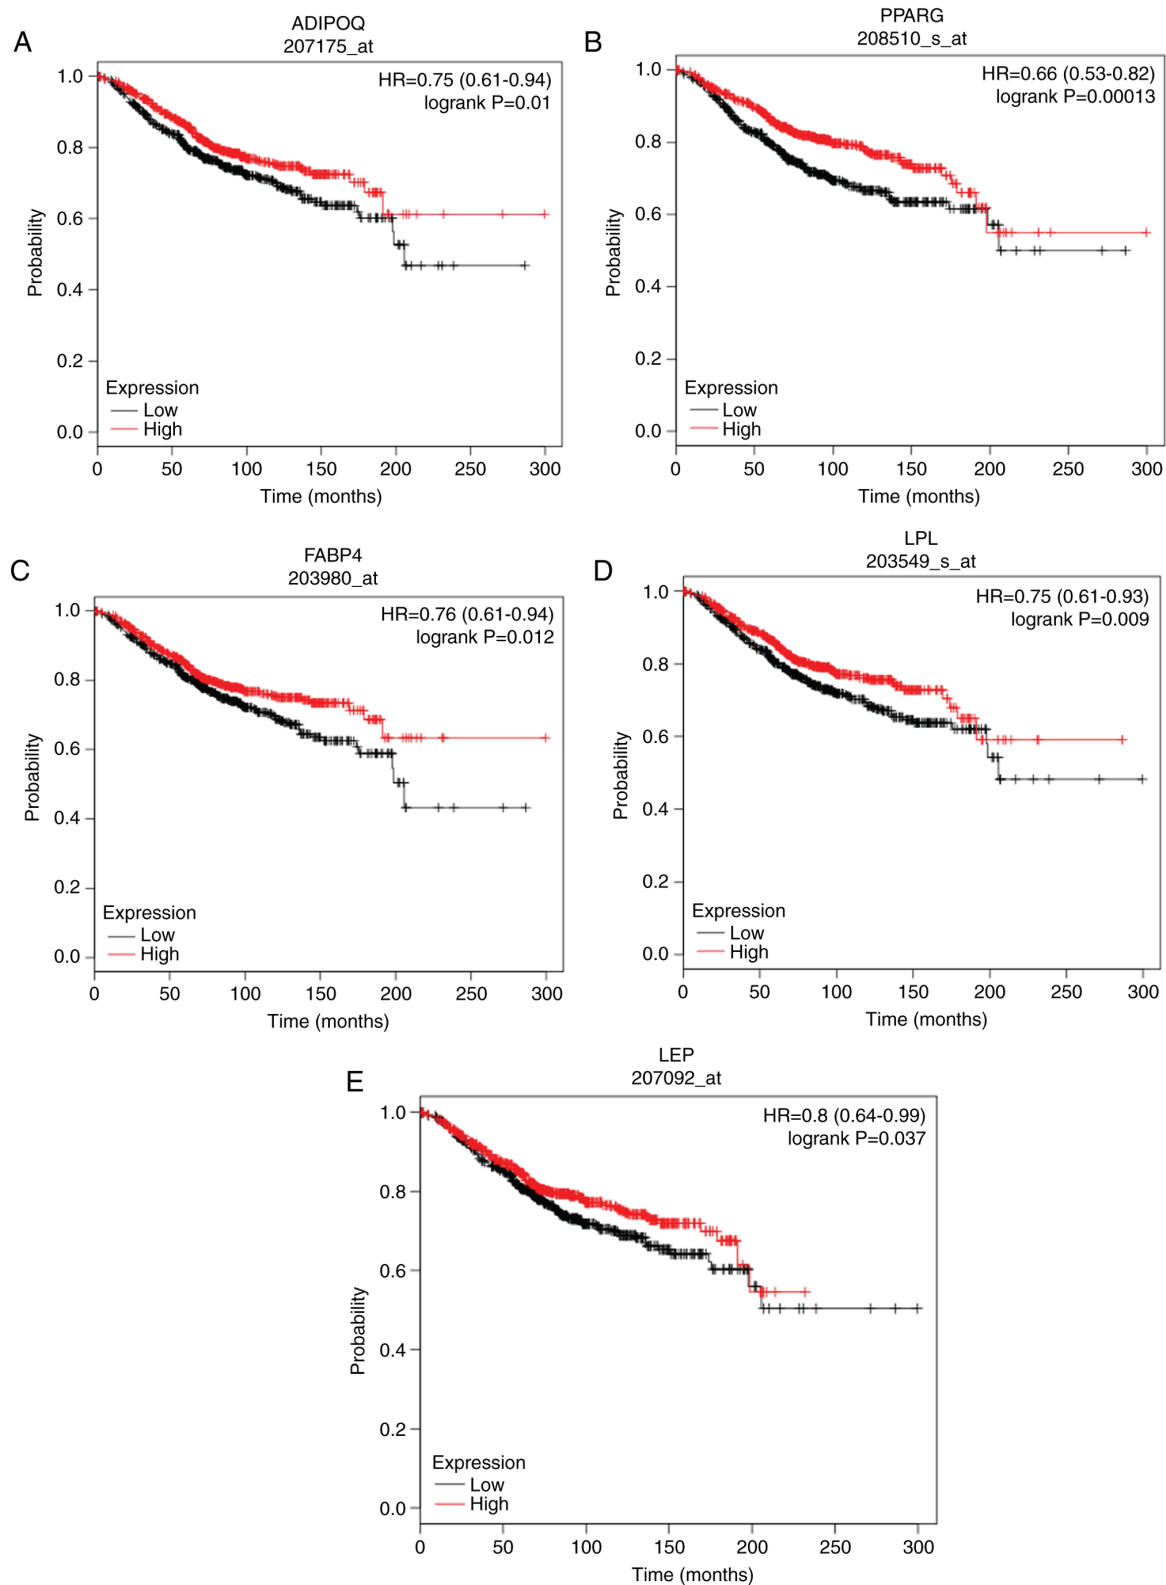 A
ADIPOQ
207175_at
HR=0.75 (0.61-0.94)
logrank P=0.01
Probability
1.0
0.8
0.6
0.4
0.2
0.0
Expression
Low
High
0 50 100 150 200 250 300
Time (months)
B
PPARG
208510_s_at
HR=0.66 (0.53-0.82)
logrank P=0.00013
Probability
1.0
0.8
0.6
0.4
0.2
0.0
Expression
Low
High
0 50 100 150 200 250 300
Time (months)
C
FABP4
203980_at
HR=0.76 (0.61-0.94)
logrank P=0.012
Probability
1.0
0.8
0.6
0.4
0.2
0.0
Expression
Low
High
0 50 100 150 200 250 300
Time (months)
D
LPL
203549_s_at
HR=0.75 (0.61-0.93)
logrank P=0.009
Probability
1.0
0.8
0.6
0.4
0.2
0.0
Expression
Low
High
0 50 100 150 200 250 300
Time (months)
E
LEP
207092_at
HR=0.8 (0.64-0.99)
logrank P=0.037
Probability
1.0
0.8
0.6
0.4
0.2
0.0
Expression
Low
High
0 50 100 150 200 250 300
Time (months)